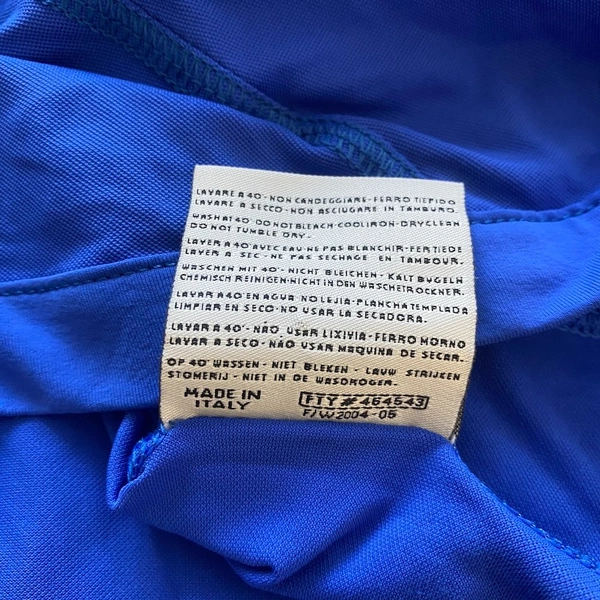 LAVARE A 40°-NON CANDEGGIARE-FERRO TIEPIDO
LAVARE A SECCO-NON ASCIUGARE IN TAMBURO.
WASH AT 40° DO NOT BLEACH-COOL IRON-DRYCLEAN
DO NOT TUMBLE DRY-
LAVER A 40° AVEC EAU-NE PAS BLANCHIR-FER TIEDE
LAVER A SEC - NE PAS SECHAGE EN TAMBOUR.
WASCHEN MIT 40°- NICHT BLEICHEN - KALT BUGELN
CHEMISCH REINIGEN-NICHT IN DEN WASCHETROCKNER.
LAVAR A 40° EN AGUA NO LEJIA-PLANCHA TEMPLADA
LIMPIAR EN SECO-NO USAR LA SECADORA.
LAVAR A 40°- NÃO USAR LIXIVIA-FERRO MORNO
LAVAR A SECO-NÃO USAR MAQUINA DE SECAR.
OP 40° WASSEN - NIET BLEKEN - LAUW STRIJKEN
STOMERIJ - NIET IN DE WASDROGER.
MADE IN ITALY
FTY # 464543
F/W2004-05